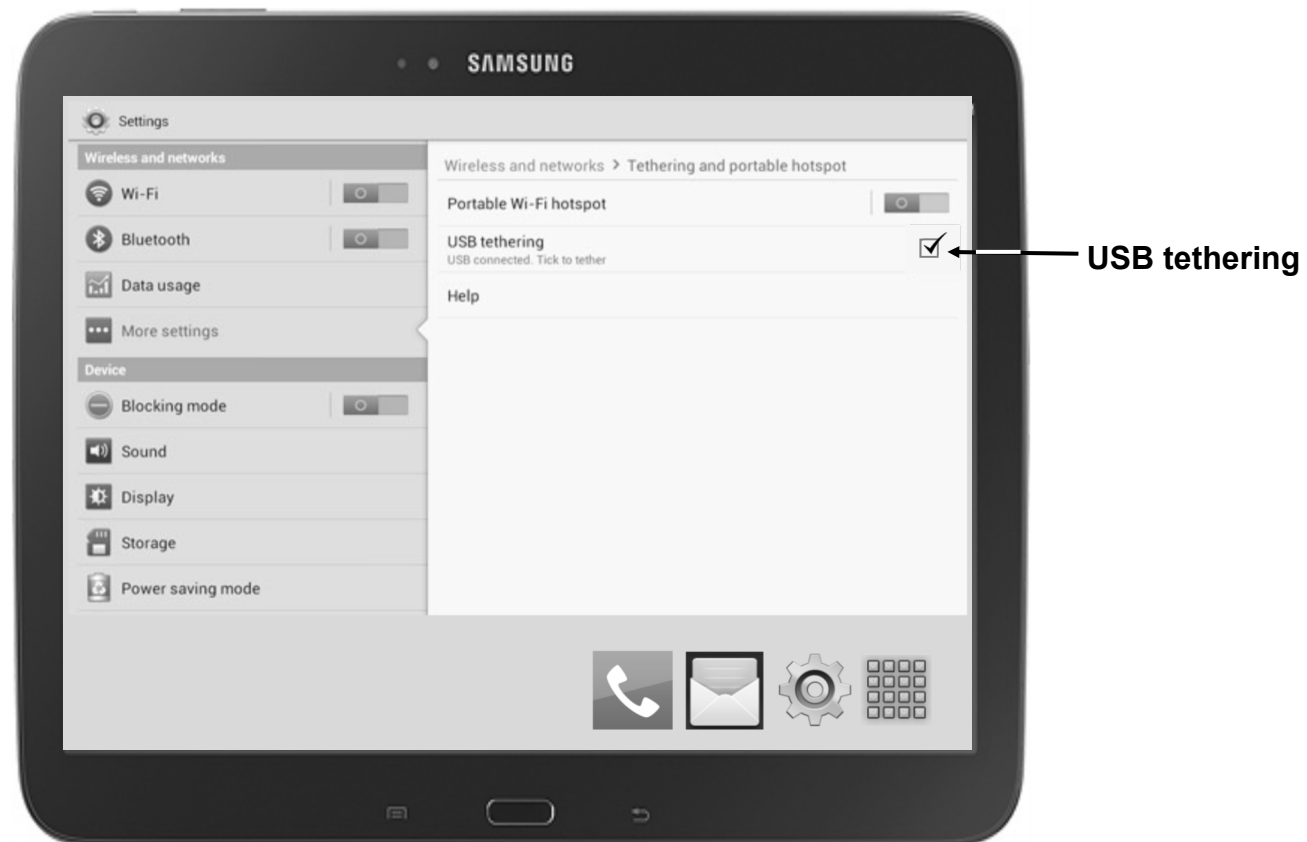 SAMSUNG
Settings
Wireless and networks
Wi-Fi
Bluetooth
Data usage
More settings
Device
Blocking mode
Sound
Display
Storage
Power saving mode
Wireless and networks > Tethering and portable hotspot
Portable Wi-Fi hotspot
USB tethering
USB connected. Tick to tether
Help
USB tethering